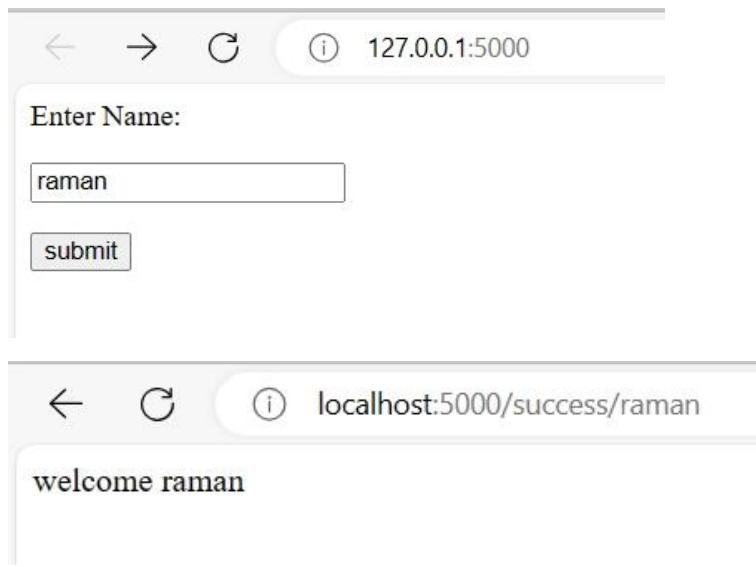 127.0.0.1:5000
Enter Name:
raman
submit
localhost:5000/success/raman
welcome raman